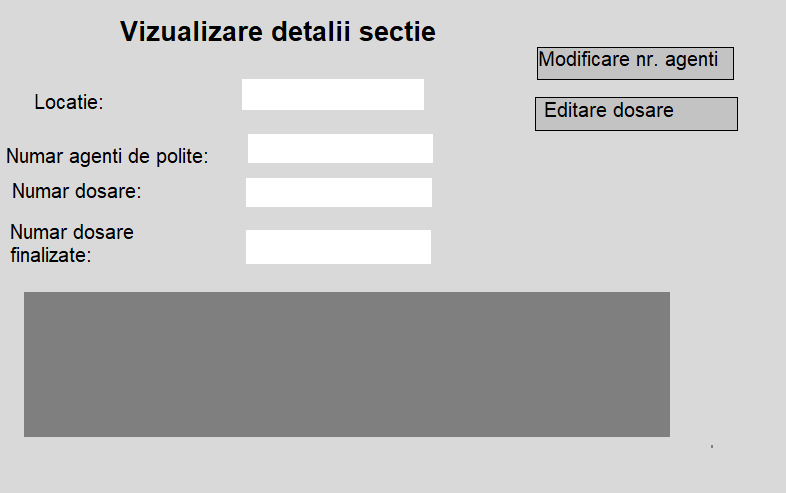 Vizualizare detalii sectie
Modificare nr. agenti
Locatie:
Editare dosare
Numar agenti de polite:
Numar dosare:
Numar dosare
finalizate: